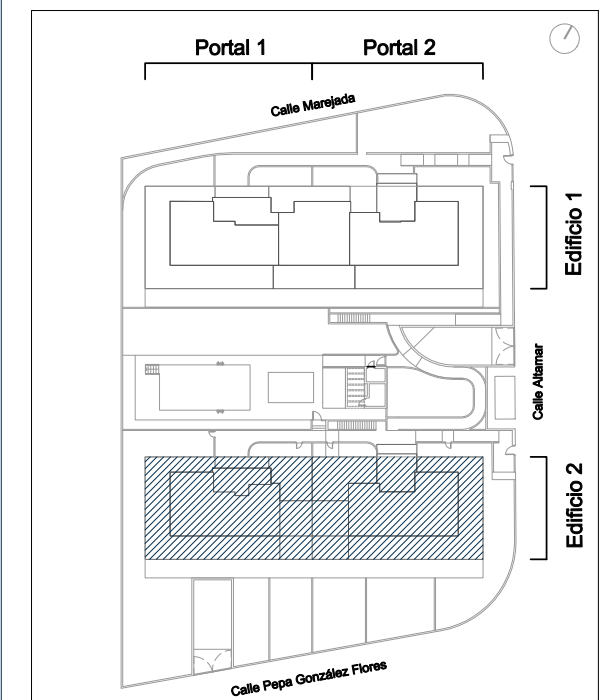 Portal 1
Portal 2
Calle Marejada
Edificio 1
Calle Altamar
Edificio 2
Calle Pepa González Flores